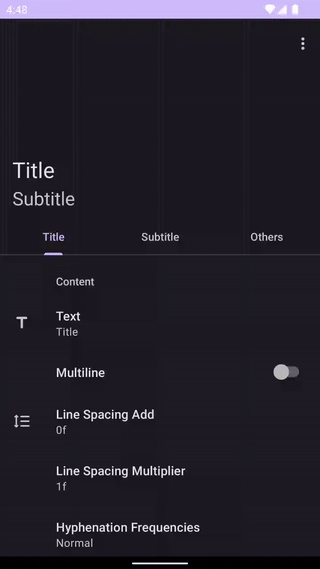 4:48
Title
Subtitle
Title Subtitle Others
Content
Text
Title
Multiline
Line Spacing Add
0f
Line Spacing Multiplier
1f
Hyphenation Frequencies
Normal